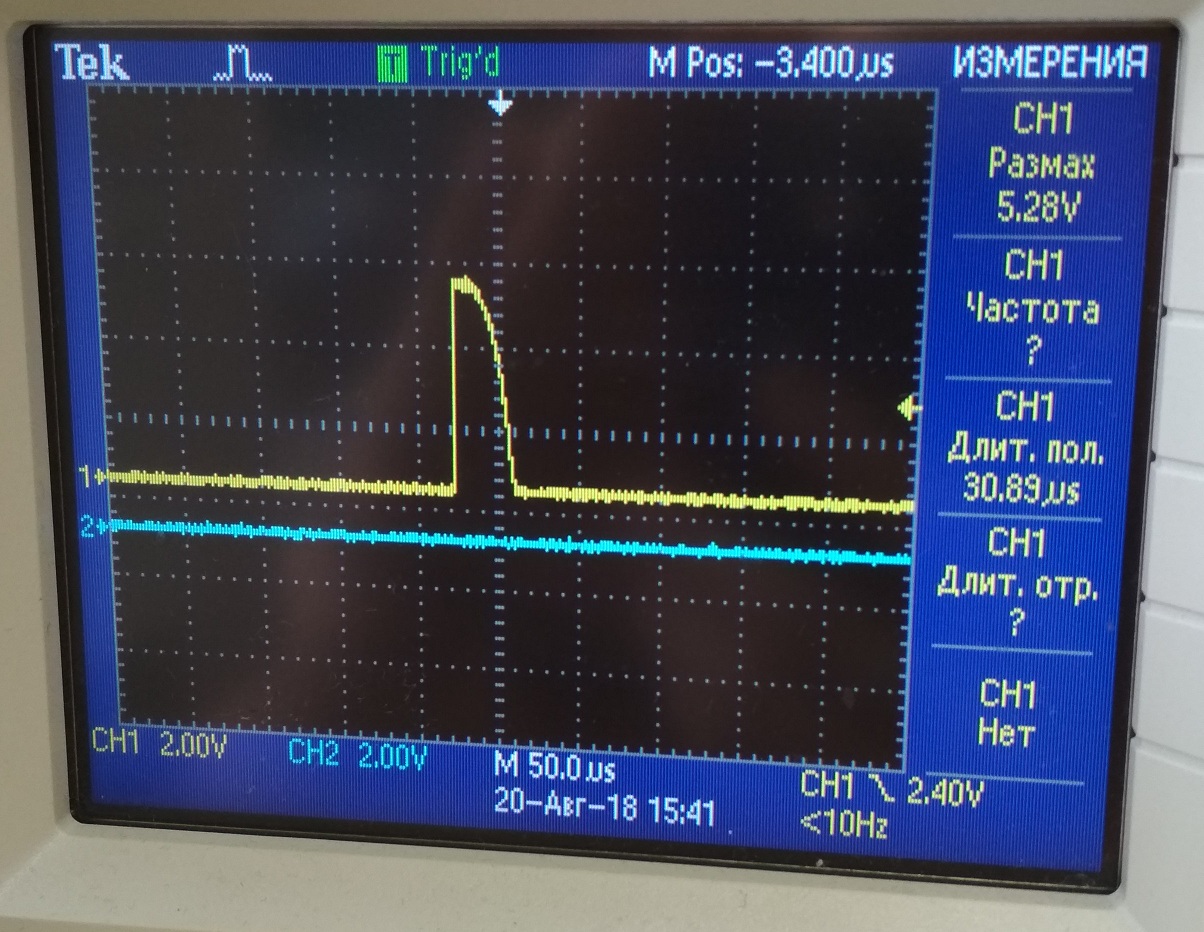 Tek
T Trig'd
M Pos: -3.400µs
ИЗМЕРЕНИЯ
CH1
Размах
5.28V
CH1
Частота
?
CH1
Длит. пол.
30.89µs
CH1
Длит. отр.
?
CH1
Нет
1
2
CH1 2.00V
CH2 2.00V
M 50.0µs
CH1 2.40V
20-Авг-18 15:41
<10Hz